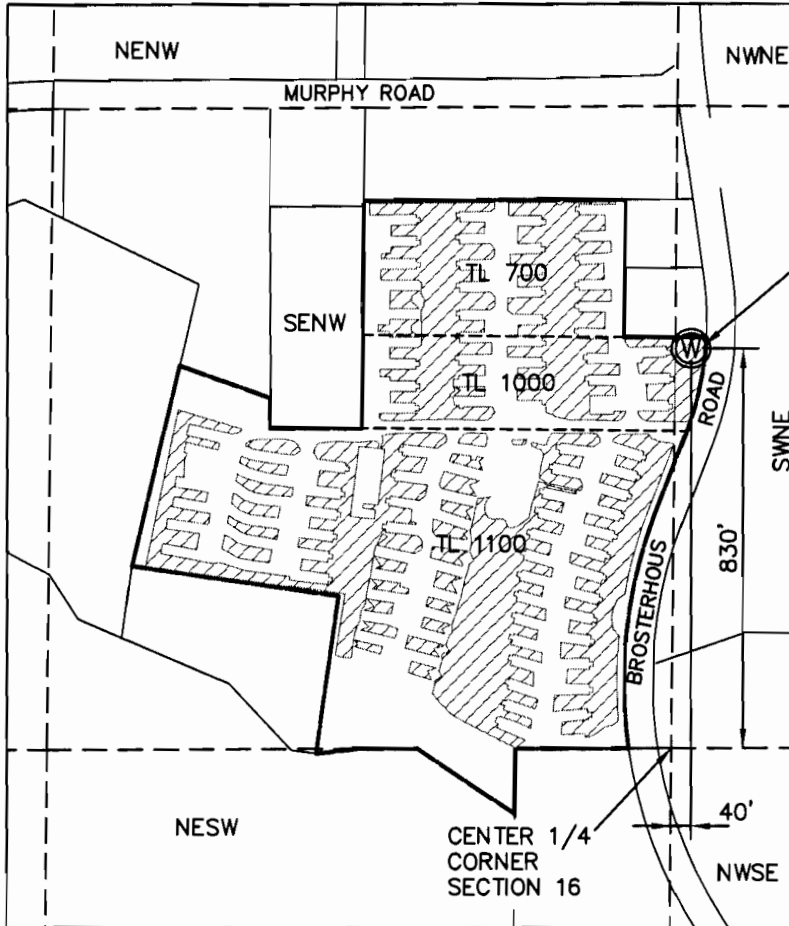 NENW
NWNE
MURPHY ROAD
TL 700
SENW
W
TL 1000
ROAD
SWNE
TL 1100
830'
BROSTERHOUS
NESW
CENTER 1/4
CORNER
SECTION 16
40'
NWSE